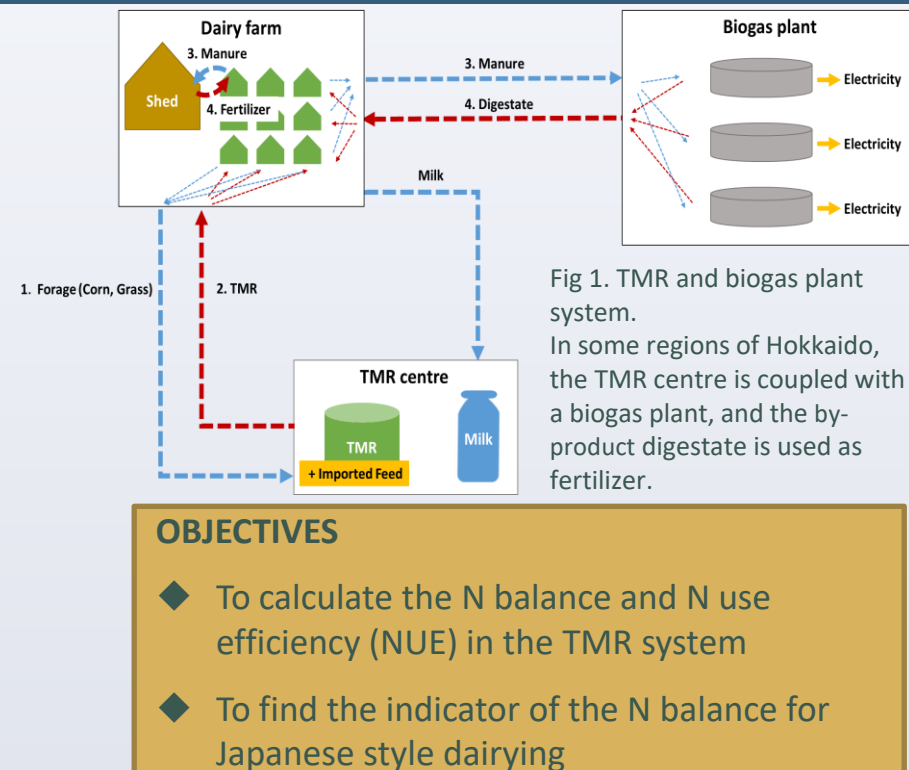 Dairy farm
3. Manure
Shed
4. Fertilizer
3. Manure
4. Digestate
Biogas plant
Electricity
Electricity
Electricity
Milk
1. Forage (Corn, Grass)
2. TMR
TMR centre
TMR
+ Imported Feed
Milk
Fig 1. TMR and biogas plant
system.
In some regions of Hokkaido,
the TMR centre is coupled with
a biogas plant, and the by-
product digestate is used as
fertilizer.
OBJECTIVES
◆ To calculate the N balance and N use
efficiency (NUE) in the TMR system
◆ To find the indicator of the N balance for
Japanese style dairying